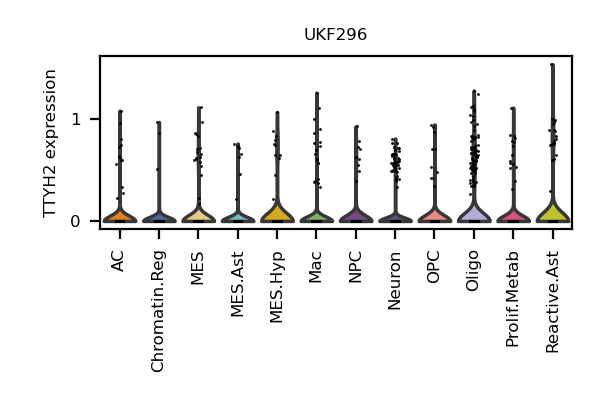 UKF296
TTYH2 expression
1
0
AC
Chromatin.Reg
MES
MES.Ast
MES.Hyp
Mac
NPC
Neuron
OPC
Oligo
Prolif.Metab
Reactive.Ast